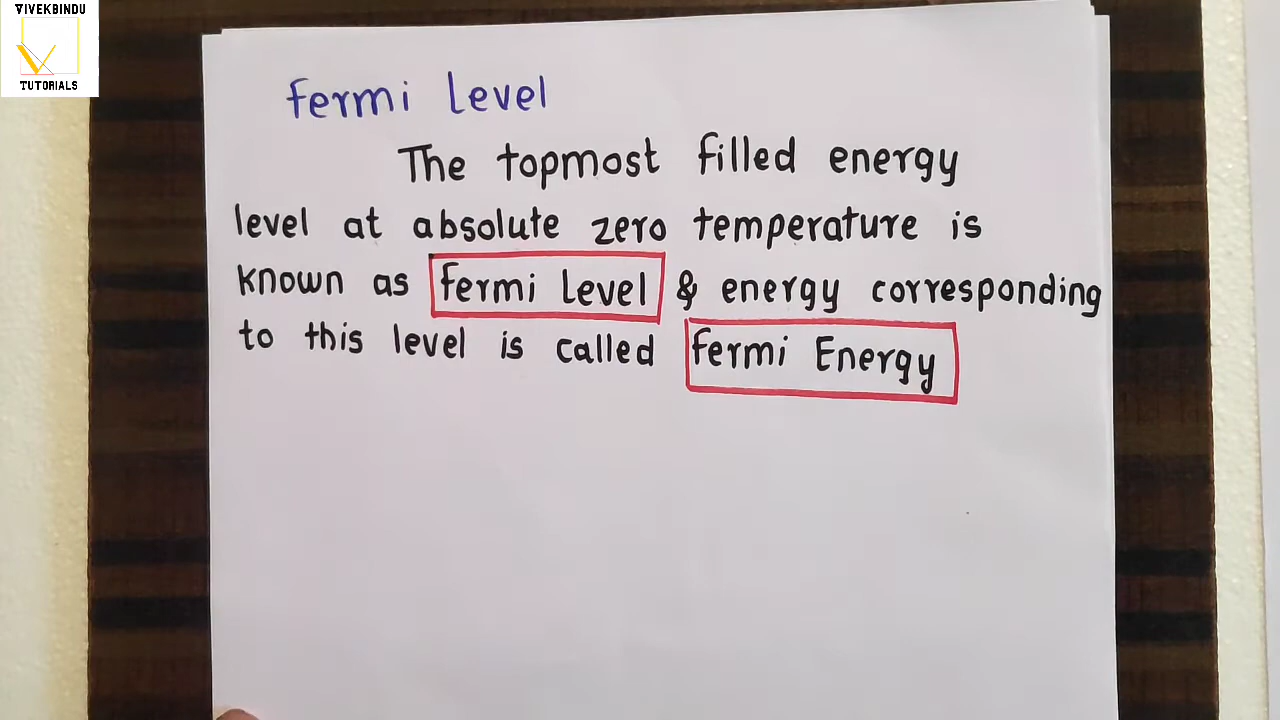 VIVEKBINDU
TUTORIALS
fermi Level
The topmost filled energy
level at absolute zero temperature is
known as fermi Level & energy corresponding
to this level is called fermi Energy